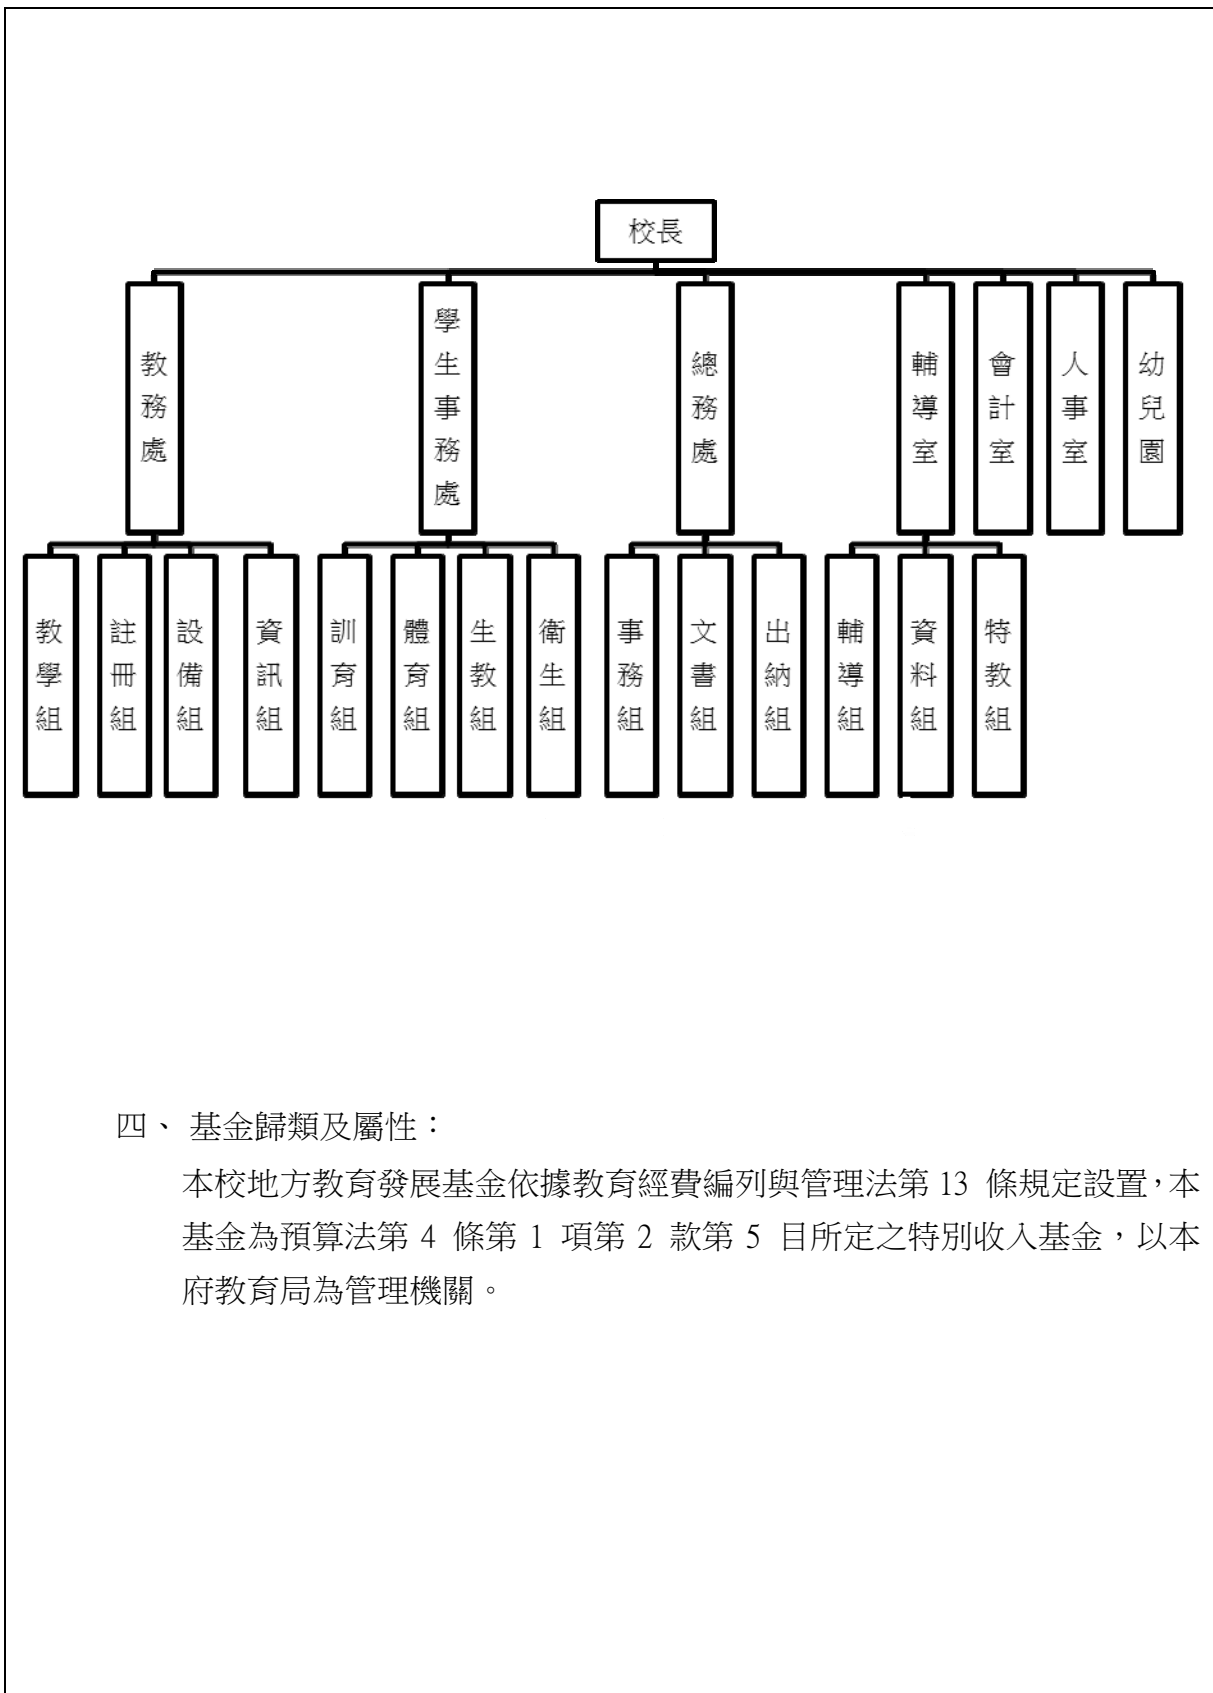 校長
教務處
學生事務處
總務處
輔導室
會計室
人事室
幼兒園
教學組
註冊組
設備組
資訊組
訓育組
體育組
生教組
衛生組
事務組
文書組
出納組
輔導組
資料組
特教組
四、 基金歸類及屬性：
本校地方教育發展基金依據教育經費編列與管理法第 13 條規定設置，本
基金為預算法第 4 條第 1 項第 2 款第 5 目所定之特別收入基金，以本
府教育局為管理機關。